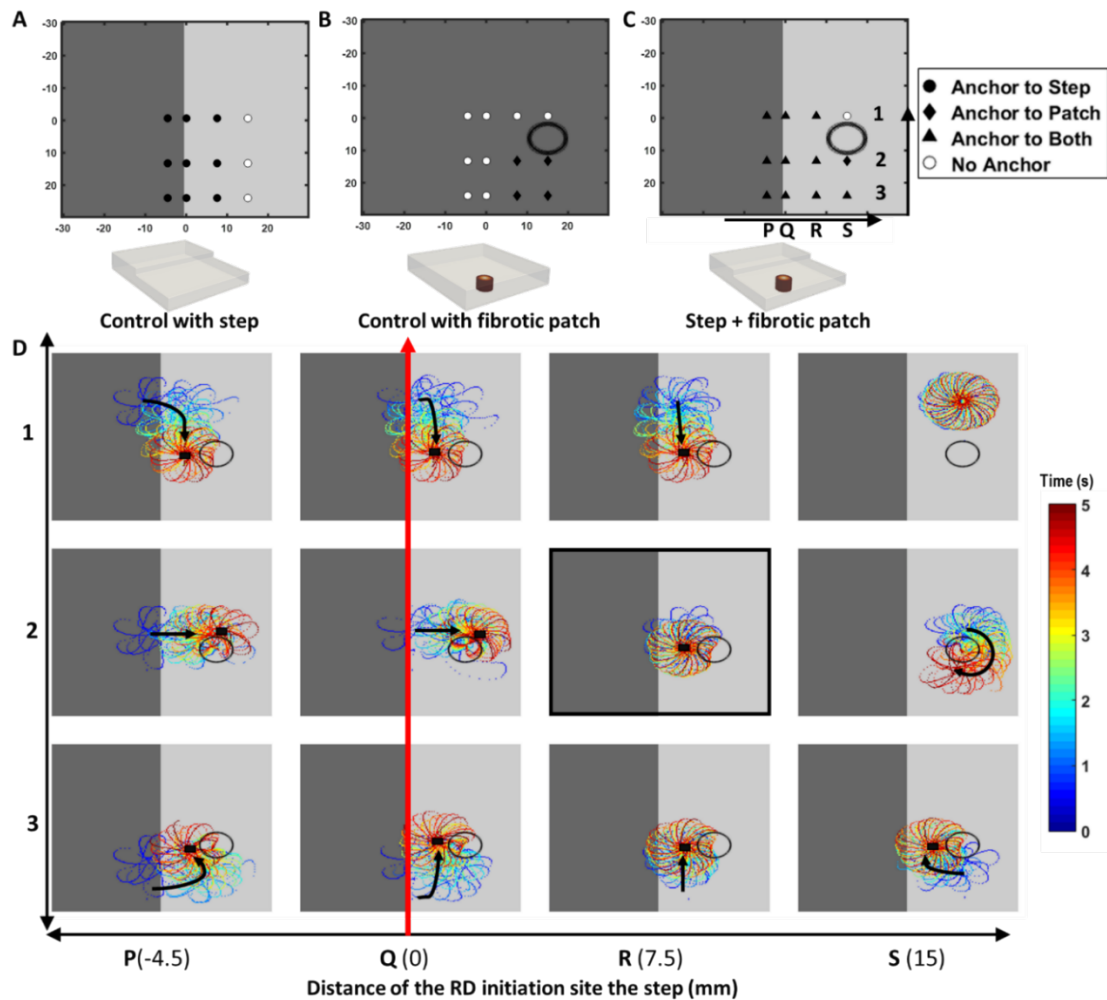 A
B
C
-30
-20
-10
0
10
20
-30 -20 -10 0 10 20
-30
-20
-10
0
10
20
-30 -20 -10 0 10 20
-30
-20
-10
0
10
20
1
2
3
P Q R S
Anchor to Step
Anchor to Patch
Anchor to Both
No Anchor
Control with step
Control with fibrotic patch
Step + fibrotic patch
D
1
2
3
Time (s)
5
4
3
2
1
0
P(-4.5)
Q (0)
R (7.5)
S (15)
Distance of the RD initiation site the step (mm)